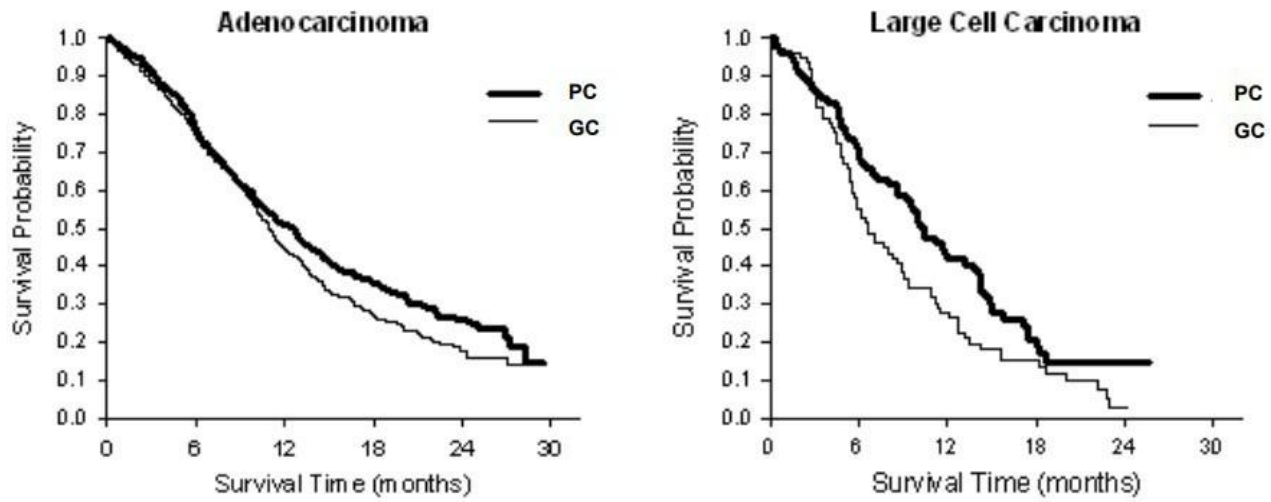 Adenocarcinoma
1.0
0.9
0.8
0.7
0.6
0.5
0.4
0.3
0.2
0.1
0.0
Survival Probability
PC
GC
0 6 12 18 24 30
Survival Time (months)
Large Cell Carcinoma
1.0
0.9
0.8
0.7
0.6
0.5
0.4
0.3
0.2
0.1
0.0
Survival Probability
PC
GC
0 6 12 18 24 30
Survival Time (months)